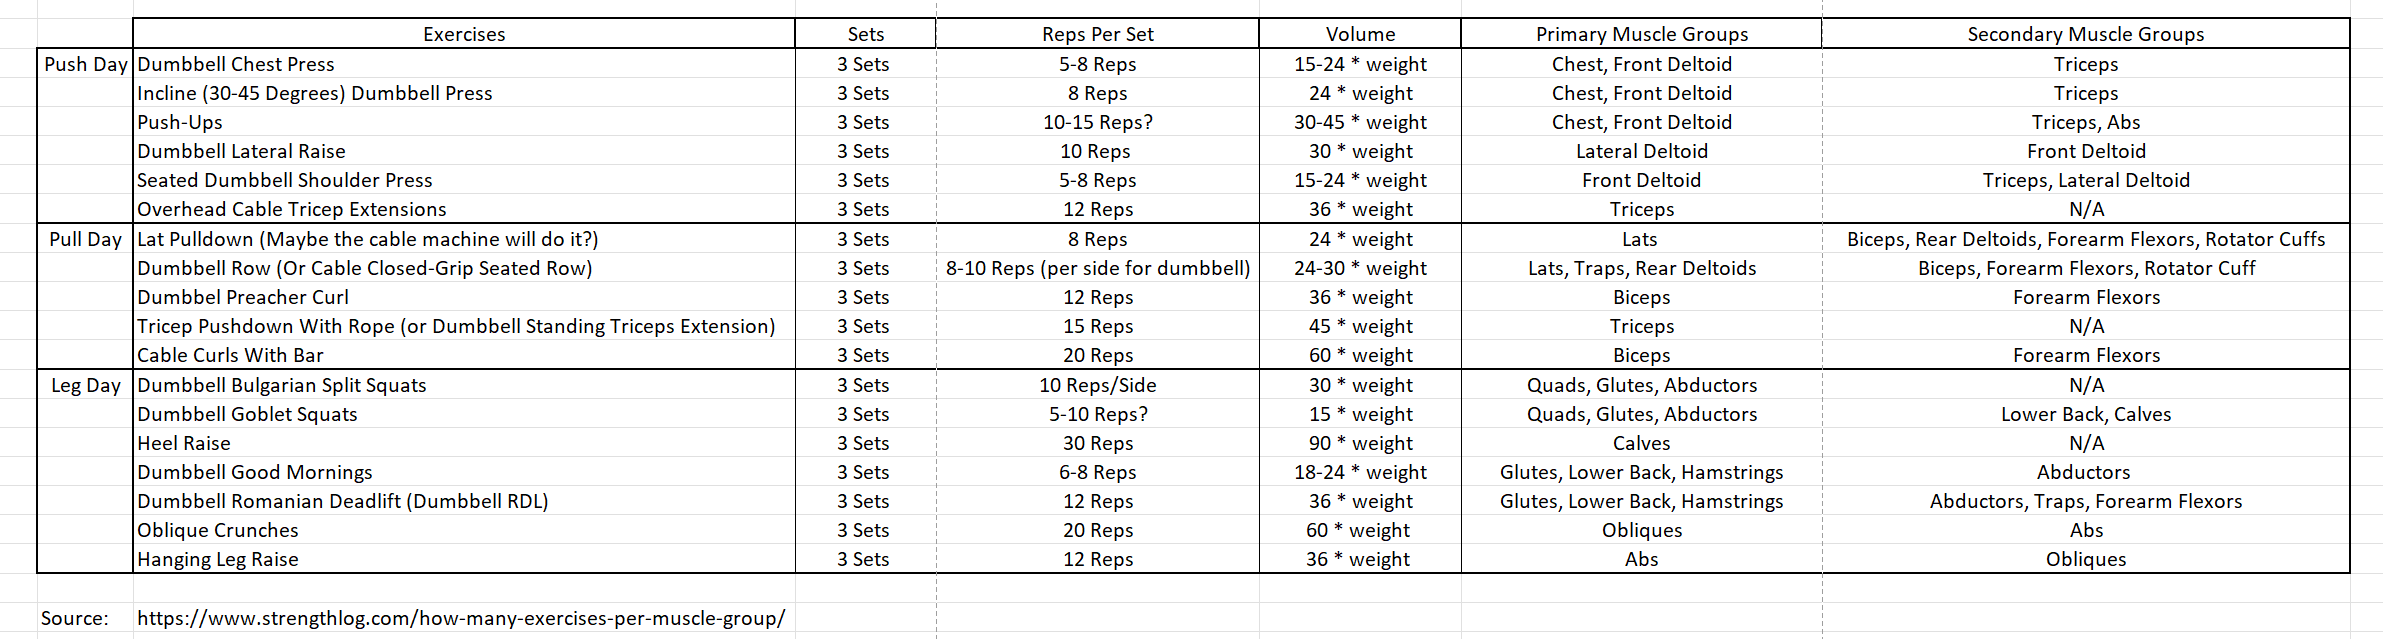 Exercises Sets Reps Per Set Volume Primary Muscle Groups Secondary Muscle Groups
Push Day Dumbbell Chest Press 3 Sets 5-8 Reps 15-24 * weight Chest, Front Deltoid Triceps
Incline (30-45 Degrees) Dumbbell Press 3 Sets 8 Reps 24 * weight Chest, Front Deltoid Triceps
Push-Ups 3 Sets 10-15 Reps? 30-45 * weight Chest, Front Deltoid Triceps, Abs
Dumbbell Lateral Raise 3 Sets 10 Reps 30 * weight Lateral Deltoid Front Deltoid
Seated Dumbbell Shoulder Press 3 Sets 5-8 Reps 15-24 * weight Front Deltoid Triceps, Lateral Deltoid
Overhead Cable Tricep Extensions 3 Sets 12 Reps 36 * weight Triceps N/A
Pull Day Lat Pulldown (Maybe the cable machine will do it?) 3 Sets 8 Reps 24 * weight Lats Biceps, Rear Deltoids, Forearm Flexors, Rotator Cuffs
Dumbbell Row (Or Cable Closed-Grip Seated Row) 3 Sets 8-10 Reps (per side for dumbbell) 24-30 * weight Lats, Traps, Rear Deltoids Biceps, Forearm Flexors, Rotator Cuff
Dumbbel Preacher Curl 3 Sets 12 Reps 36 * weight Biceps Forearm Flexors
Tricep Pushdown With Rope (or Dumbbell Standing Triceps Extension) 3 Sets 15 Reps 45 * weight Triceps N/A
Cable Curls With Bar 3 Sets 20 Reps 60 * weight Biceps Forearm Flexors
Leg Day Dumbbell Bulgarian Split Squats 3 Sets 10 Reps/Side 30 * weight Quads, Glutes, Abductors N/A
Dumbbell Goblet Squats 3 Sets 5-10 Reps? 15 * weight Quads, Glutes, Abductors Lower Back, Calves
Heel Raise 3 Sets 30 Reps 90 * weight Calves N/A
Dumbbell Good Mornings 3 Sets 6-8 Reps 18-24 * weight Glutes, Lower Back, Hamstrings Abductors
Dumbbell Romanian Deadlift (Dumbbell RDL) 3 Sets 12 Reps 36 * weight Glutes, Lower Back, Hamstrings Abductors, Traps, Forearm Flexors
Oblique Crunches 3 Sets 20 Reps 60 * weight Obliques Abs
Hanging Leg Raise 3 Sets 12 Reps 36 * weight Abs Obliques
Source: https://www.strengthlog.com/how-many-exercises-per-muscle-group/